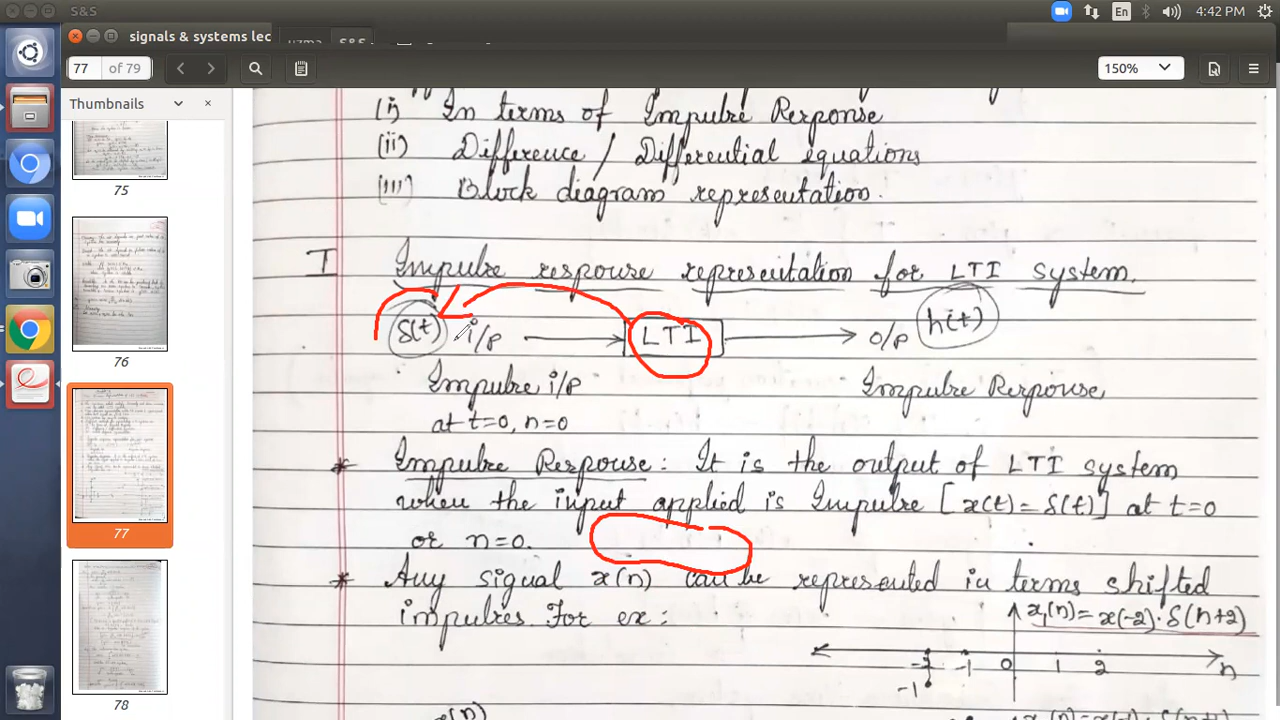 S&S
En
4:42 PM
signals & systems lec
uzma
S&S
77 of 79
150%
Thumbnails
75
76
77
78
(i) In terms of Impulse Response
(ii) Difference / Differential equations
(iii) Block diagram representation.
I Impulse response representation for LTI system.
δ(t) i/p LTI o/p h(t)
Impulse i/p Impulse Response,
at t=0, n=0
* Impulse Response: It is the output of LTI system
when the input applied is Impulse [x(t)= δ(t)] at t=0
or n=0.
* Any signal x(n) can be represented in terms shifted
impulses. For ex:
x₁(n)=x(-2)·δ(n+2)
-2 -1 0 1 2 n
-1
x(n)